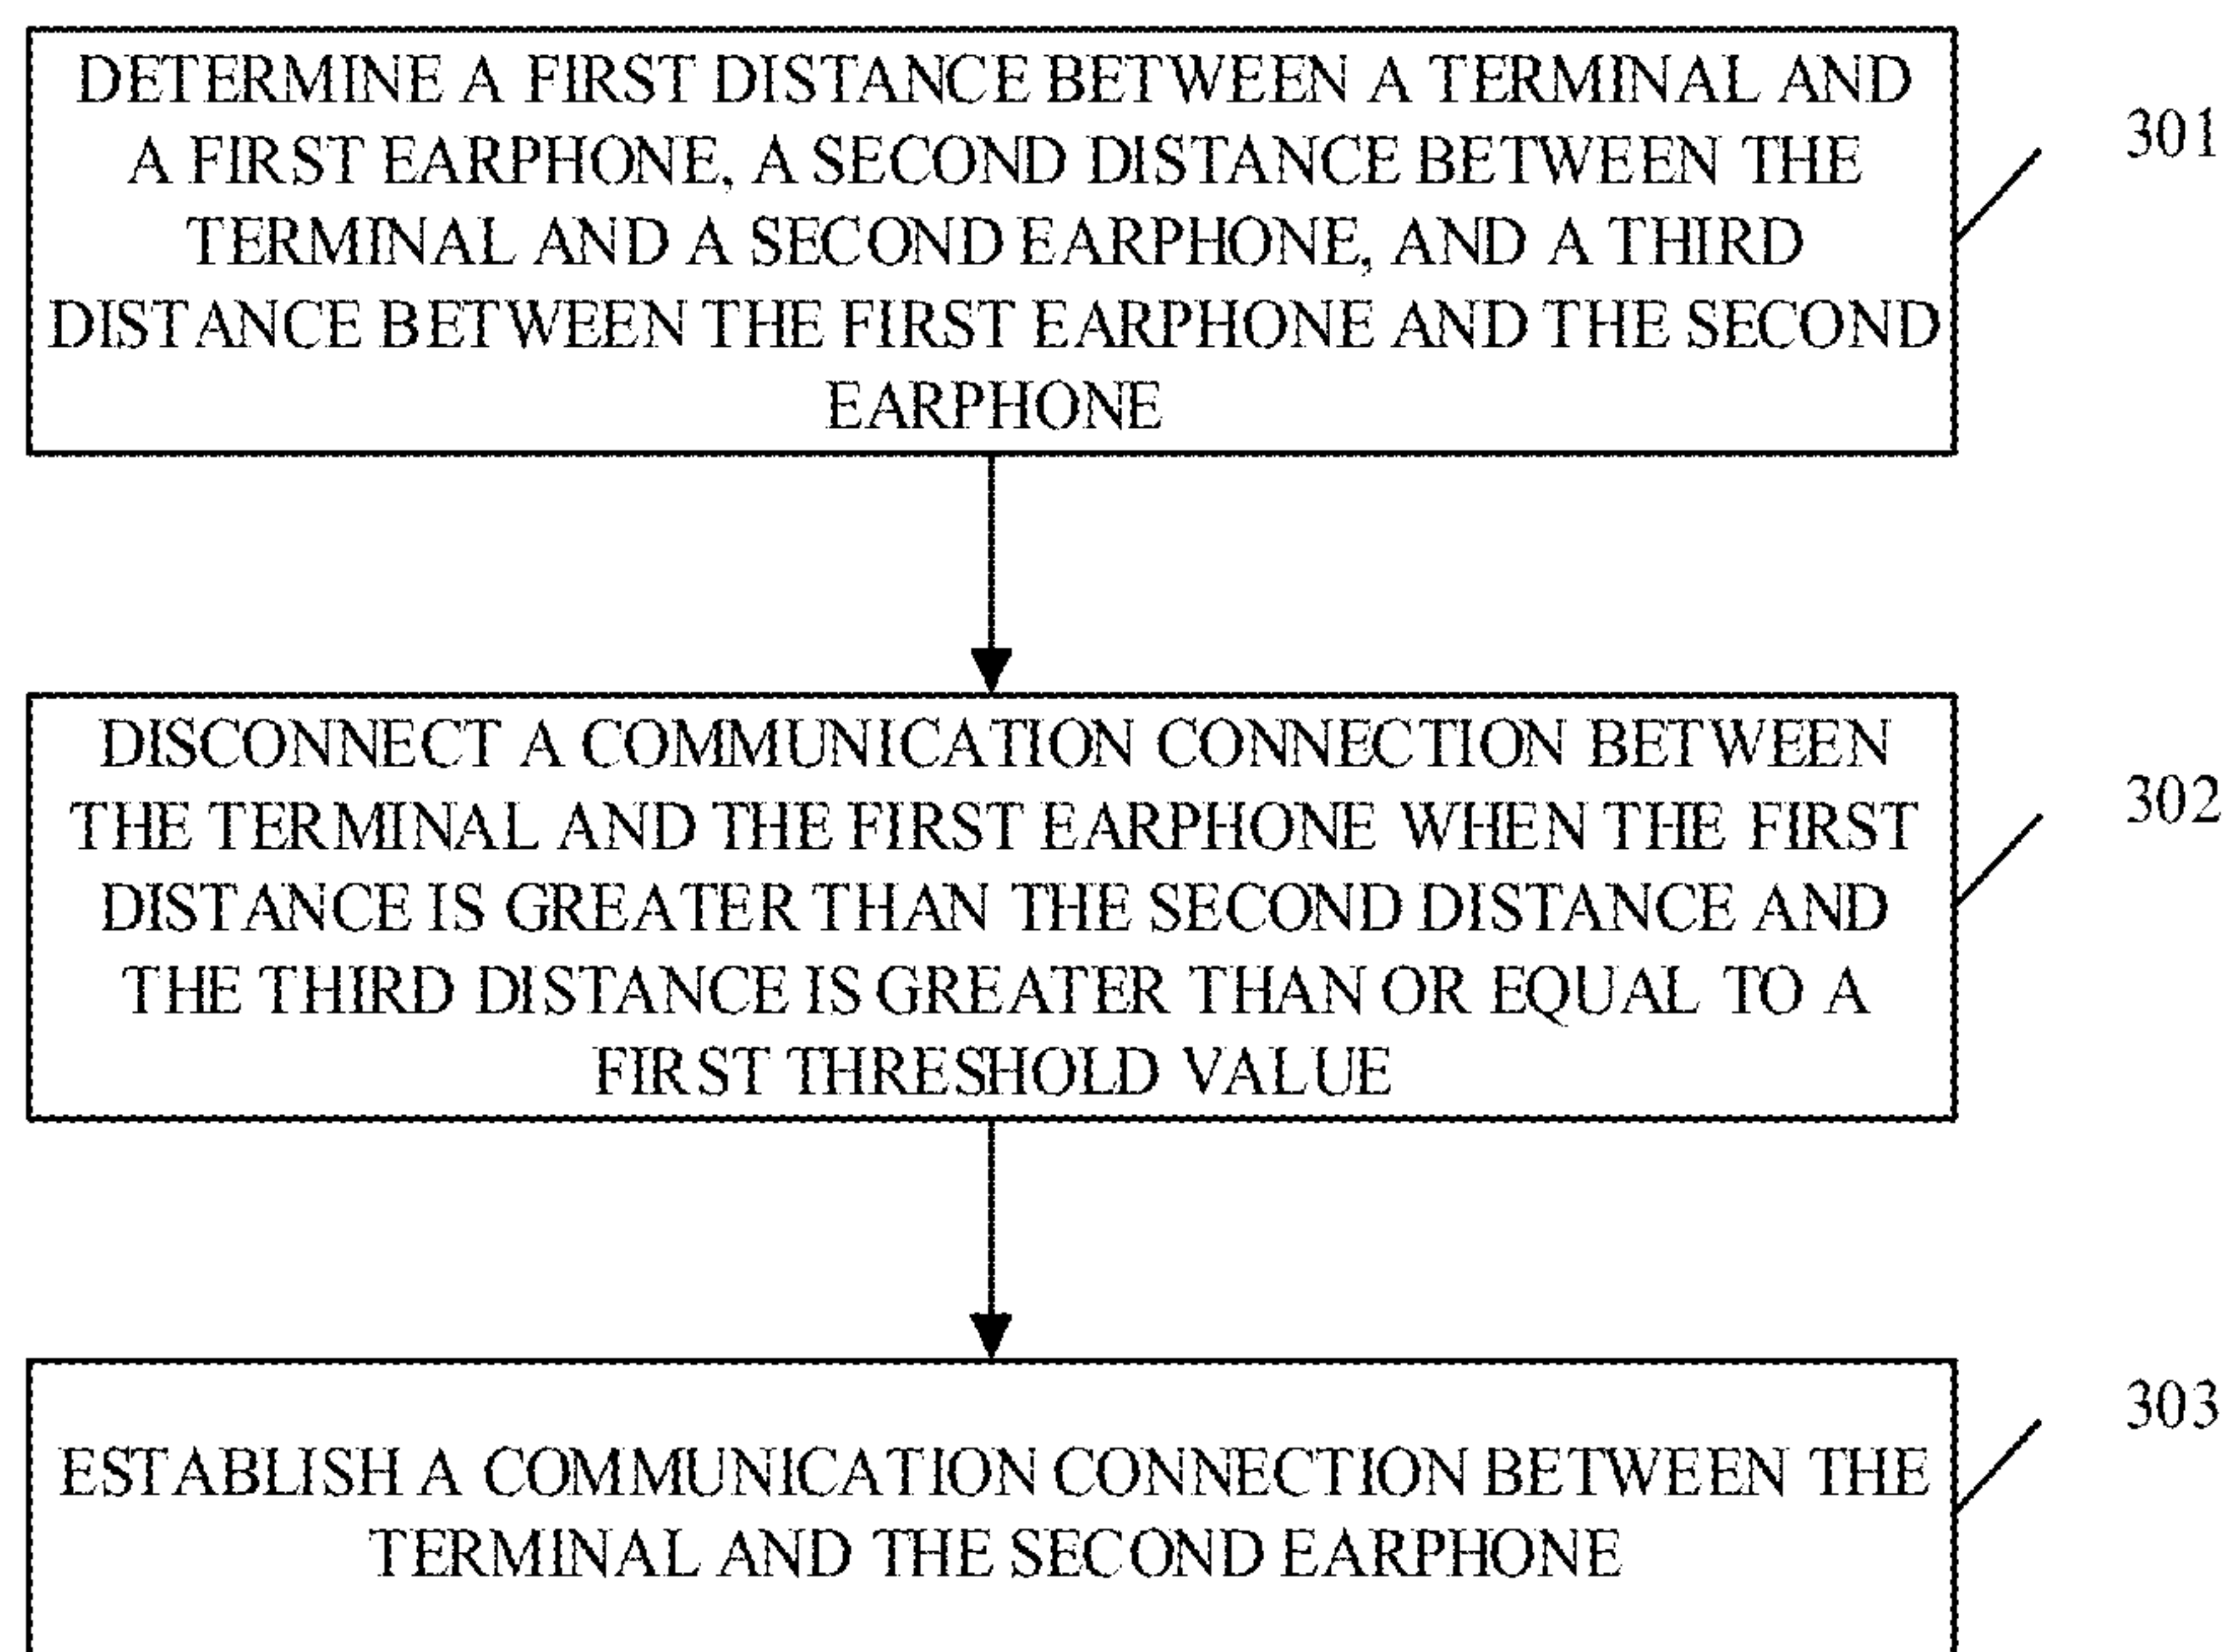 DETERMINE A FIRST DISTANCE BETWEEN A TERMINAL AND
A FIRST EARPHONE, A SECOND DISTANCE BETWEEN THE
TERMINAL AND A SECOND EARPHONE, AND A THIRD
DISTANCE BETWEEN THE FIRST EARPHONE AND THE SECOND
EARPHONE
301
DISCONNECT A COMMUNICATION CONNECTION BETWEEN
THE TERMINAL AND THE FIRST EARPHONE WHEN THE FIRST
DISTANCE IS GREATER THAN THE SECOND DISTANCE AND
THE THIRD DISTANCE IS GREATER THAN OR EQUAL TO A
FIRST THRESHOLD VALUE
302
ESTABLISH A COMMUNICATION CONNECTION BETWEEN THE
TERMINAL AND THE SECOND EARPHONE
303